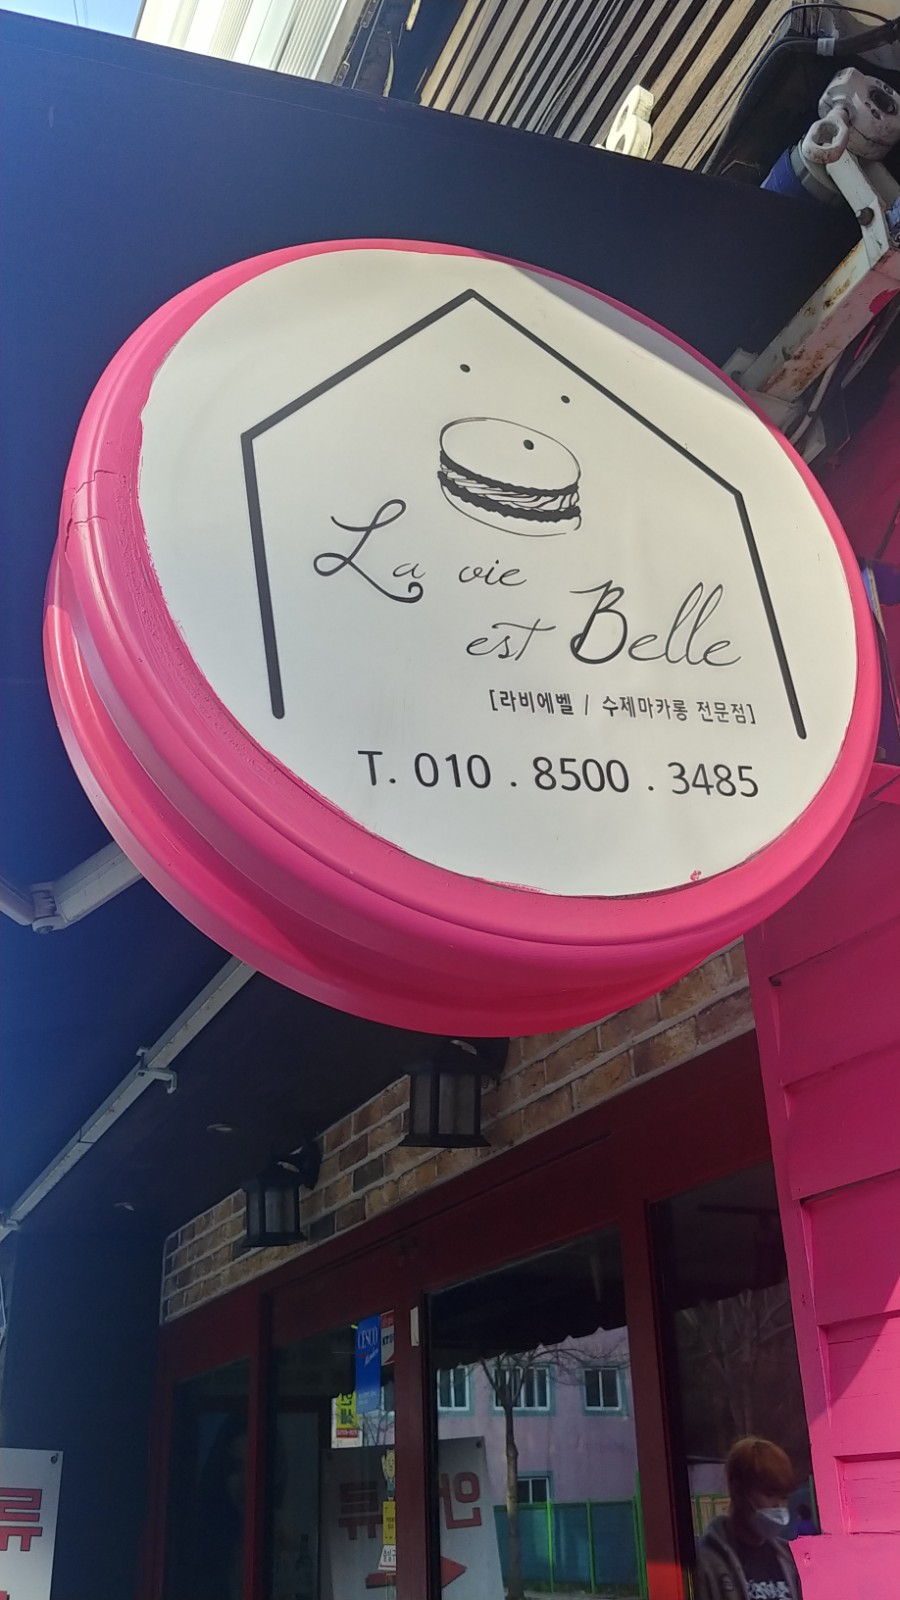 La vie
est Belle
[라비에벨 / 수제마카롱 전문점]
T. 010 . 8500 . 3485
CESCO